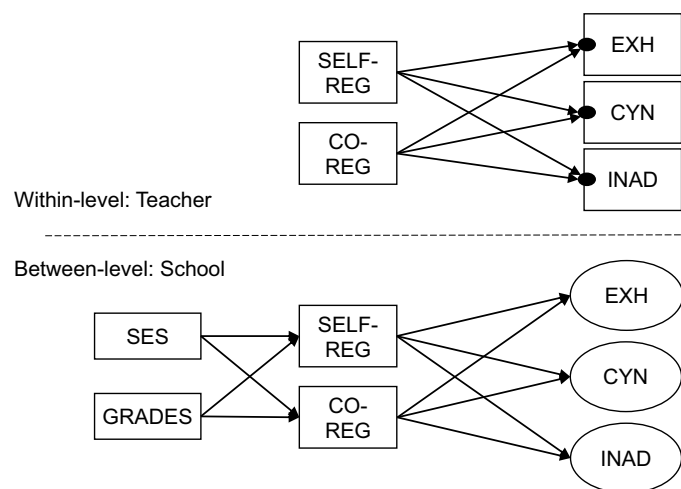 SELF-
REG
CO-
REG
EXH
CYN
INAD
Within-level: Teacher
Between-level: School
SES
GRADES
SELF-
REG
CO-
REG
EXH
CYN
INAD